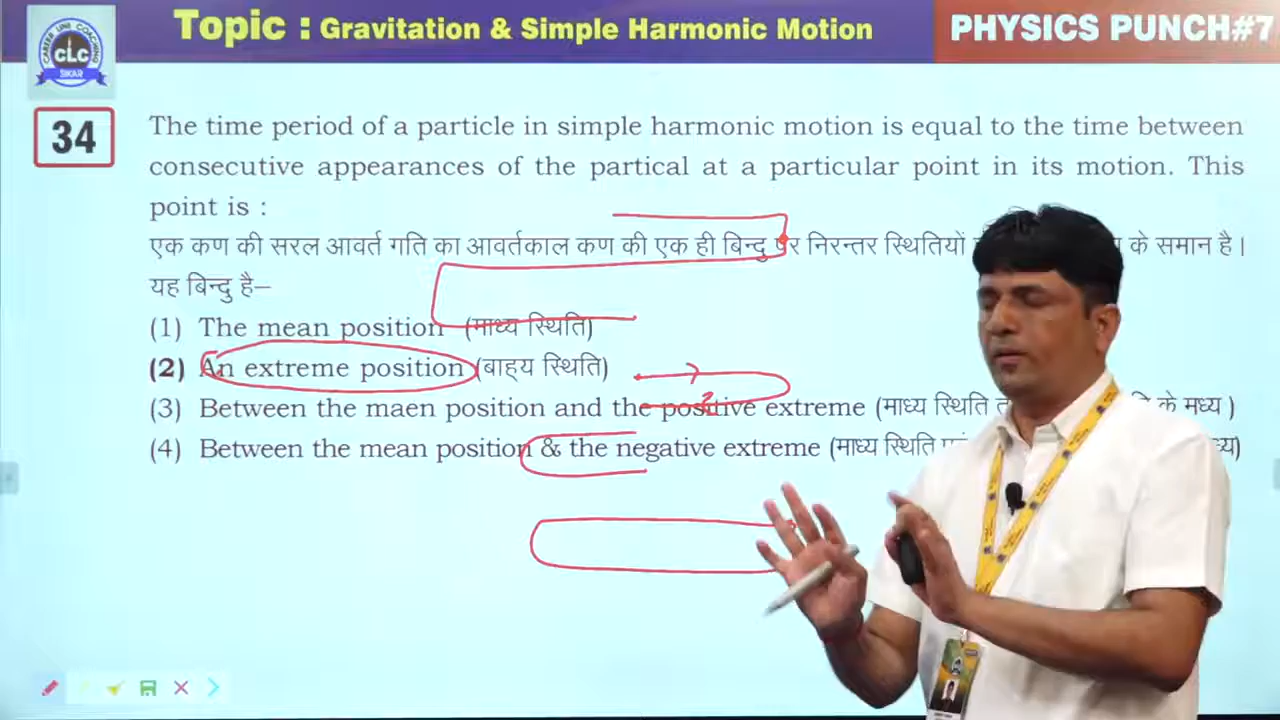 Topic : Gravitation & Simple Harmonic Motion
PHYSICS PUNCH#7
CAREER LINE COACHING
CLC
SIKAR
34
The time period of a particle in simple harmonic motion is equal to the time between
consecutive appearances of the partical at a particular point in its motion. This
point is :
एक कण की सरल आवर्त गति का आवर्तकाल कण की एक ही बिन्दु पर निरन्तर स्थितियों के समान है।
यह बिन्दु है–
(1) The mean position (माध्य स्थिति)
(2) An extreme position (बाह्य स्थिति)
(3) Between the maen position and the positive extreme (माध्य स्थिति के मध्य )
(4) Between the mean position & the negative extreme (माध्य स्थिति